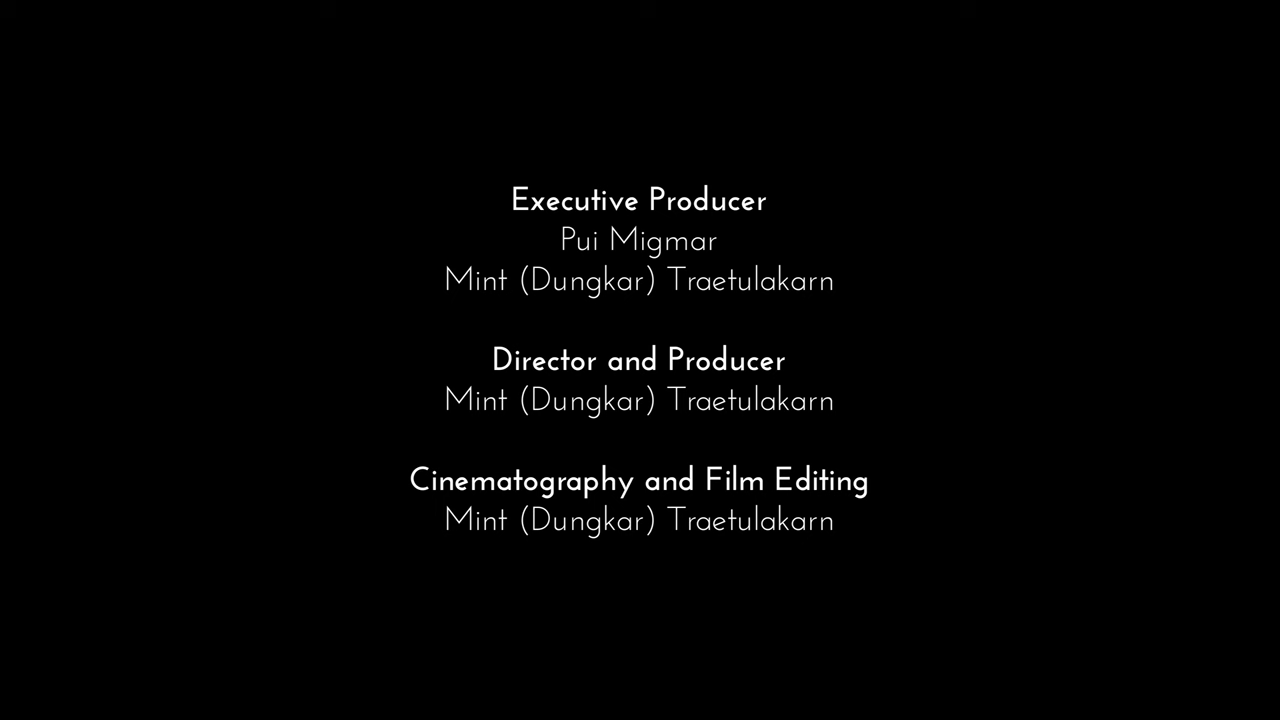 Executive Producer
Pui Migmar
Mint (Dungkar) Traetulakarn
Director and Producer
Mint (Dungkar) Traetulakarn
Cinematography and Film Editing
Mint (Dungkar) Traetulakarn